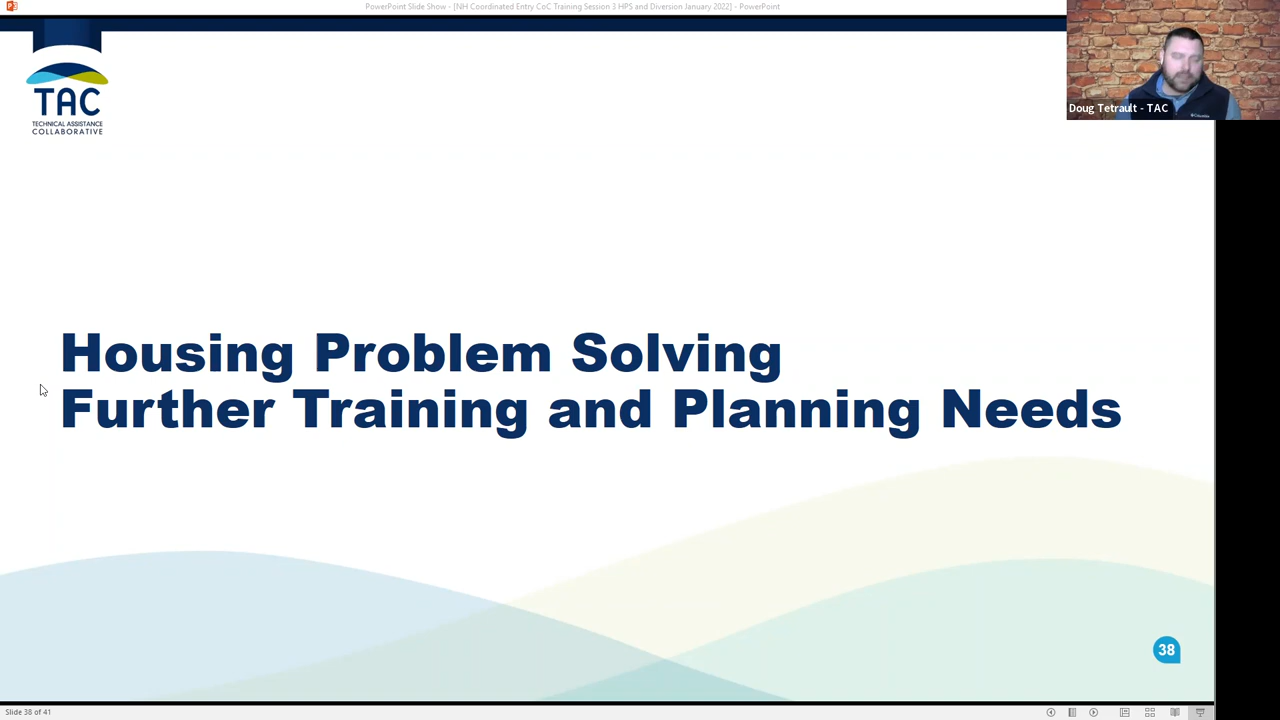 PowerPoint Slide Show - [NH Coordinated Entry CoC Training Session 3 HPS and Diversion January 2022] - PowerPoint
TAC
TECHNICAL ASSISTANCE
COLLABORATIVE
Doug Tetrault - TAC
Housing Problem Solving
Further Training and Planning Needs
38
Slide 38 of 41